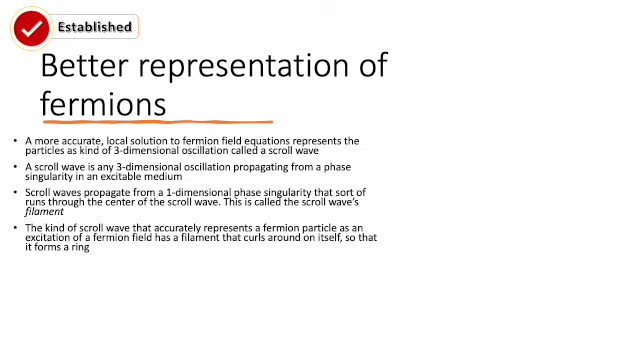 Established
Better representation of
fermions
• A more accurate, local solution to fermion field equations represents the
particles as kind of 3-dimensional oscillation called a scroll wave
• A scroll wave is any 3-dimensional oscillation propagating from a phase
singularity in an excitable medium
• Scroll waves propagate from a 1-dimensional phase singularity that sort of
runs through the center of the scroll wave. This is called the scroll wave's
filament
• The kind of scroll wave that accurately represents a fermion particle as an
excitation of a fermion field has a filament that curls around on itself, so that
it forms a ring